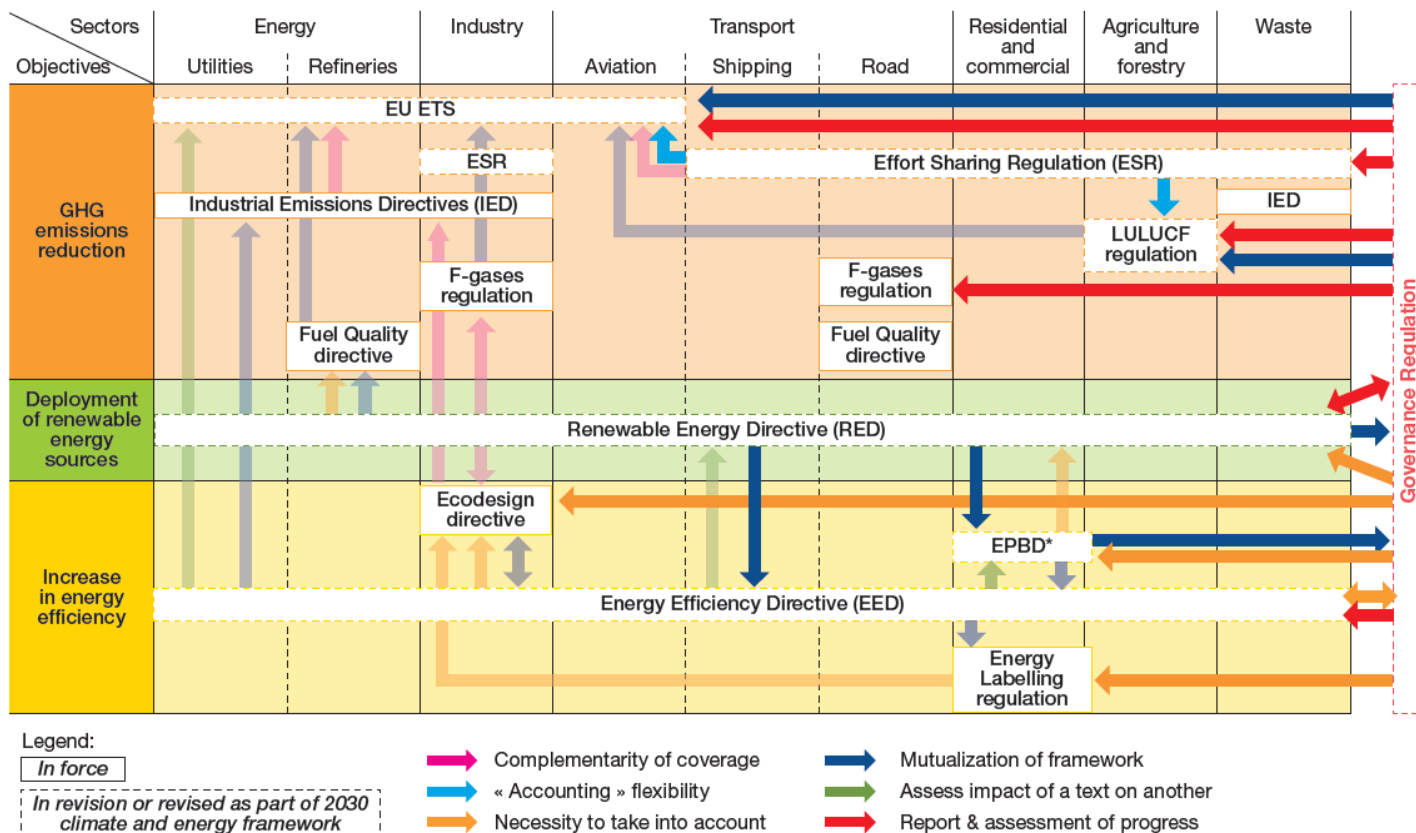 Sectors
Objectives
Energy
Utilities
Refineries
Industry
Transport
Aviation
Shipping
Road
Residential
and
commercial
Agriculture
and
forestry
Waste
GHG
emissions
reduction
EU ETS
ESR
Effort Sharing Regulation (ESR)
Industrial Emissions Directives (IED)
IED
LULUCF
regulation
F-gases
regulation
F-gases
regulation
Fuel Quality
directive
Fuel Quality
directive
Deployment
of renewable
energy
sources
Renewable Energy Directive (RED)
Increase
in energy
efficiency
Ecodesign
directive
EPBD*
Energy Efficiency Directive (EED)
Energy
Labelling
regulation
Governance Regulation
Legend:
In force
In revision or revised as part of 2030
climate and energy framework
Complementarity of coverage
« Accounting » flexibility
Necessity to take into account
Mutualization of framework
Assess impact of a text on another
Report & assessment of progress